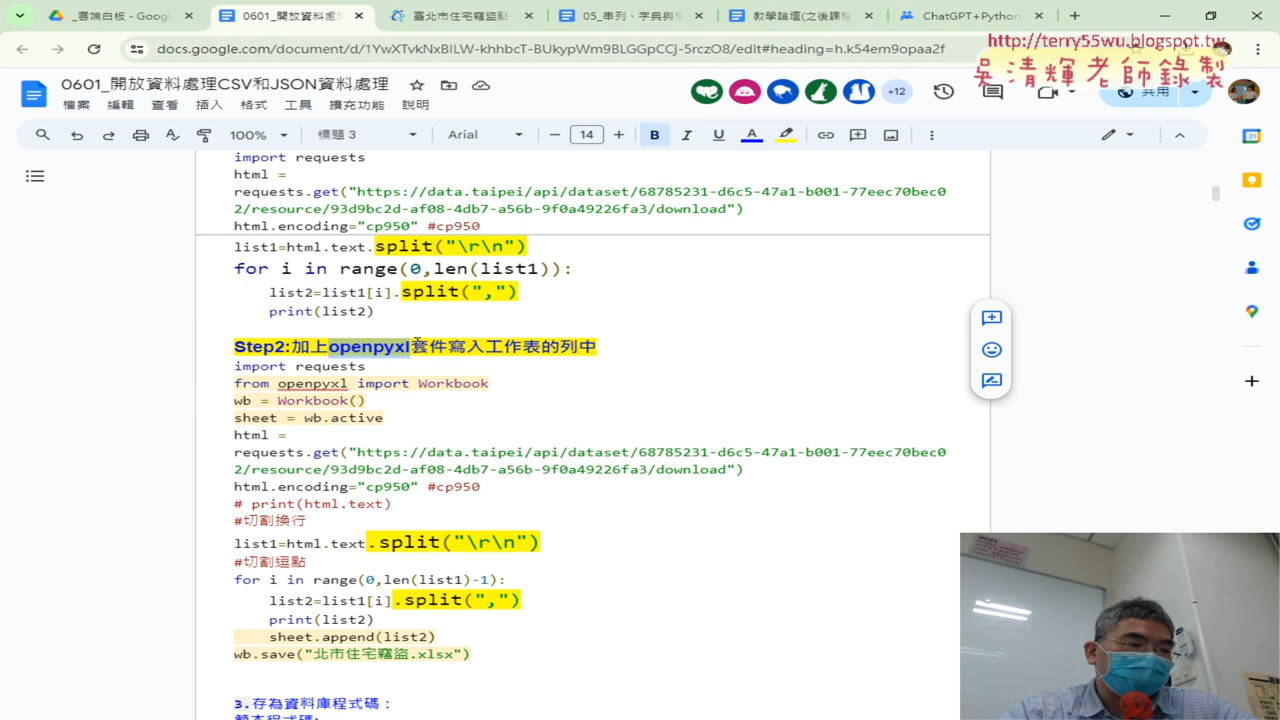 _雲端白板 - Google
0601_開放資料處
臺北市住宅竊盜點
05_串列、字典與
教學論壇(之後課程
ChatGPT+Python
docs.google.com/document/d/1YwXTvkNxBILW-khhbcT-BUkypWm9BLGGpCCj-5rczO8/edit#heading=h.k54em9opaa2f
http://terry55wu.blogspot.tw
吳清輝老師錄製
0601_開放資料處理CSV和JSON資料處理
檔案 編輯 查看 插入 格式 工具 擴充功能 說明
+12
共用
100% 標題 3 Arial 14 B I U A
import requests
html =
requests.get("https://data.taipei/api/dataset/68785231-d6c5-47a1-b001-77eec70bec0
2/resource/93d9bc2d-af08-4db7-a56b-9f0a49226fa3/download")
html.encoding="cp950" #cp950
list1=html.text.split("\r\n")
for i in range(0,len(list1)):
list2=list1[i].split(",")
print(list2)
Step2:加上openpyxl套件寫入工作表的列中
import requests
from openpyxl import Workbook
wb = Workbook()
sheet = wb.active
html =
requests.get("https://data.taipei/api/dataset/68785231-d6c5-47a1-b001-77eec70bec0
2/resource/93d9bc2d-af08-4db7-a56b-9f0a49226fa3/download")
html.encoding="cp950" #cp950
# print(html.text)
#切割換行
list1=html.text.split("\r\n")
#切割逗點
for i in range(0,len(list1)-1):
list2=list1[i].split(",")
print(list2)
sheet.append(list2)
wb.save("北市住宅竊盜.xlsx")
3.存為資料庫程式碼：
範本程式碼: